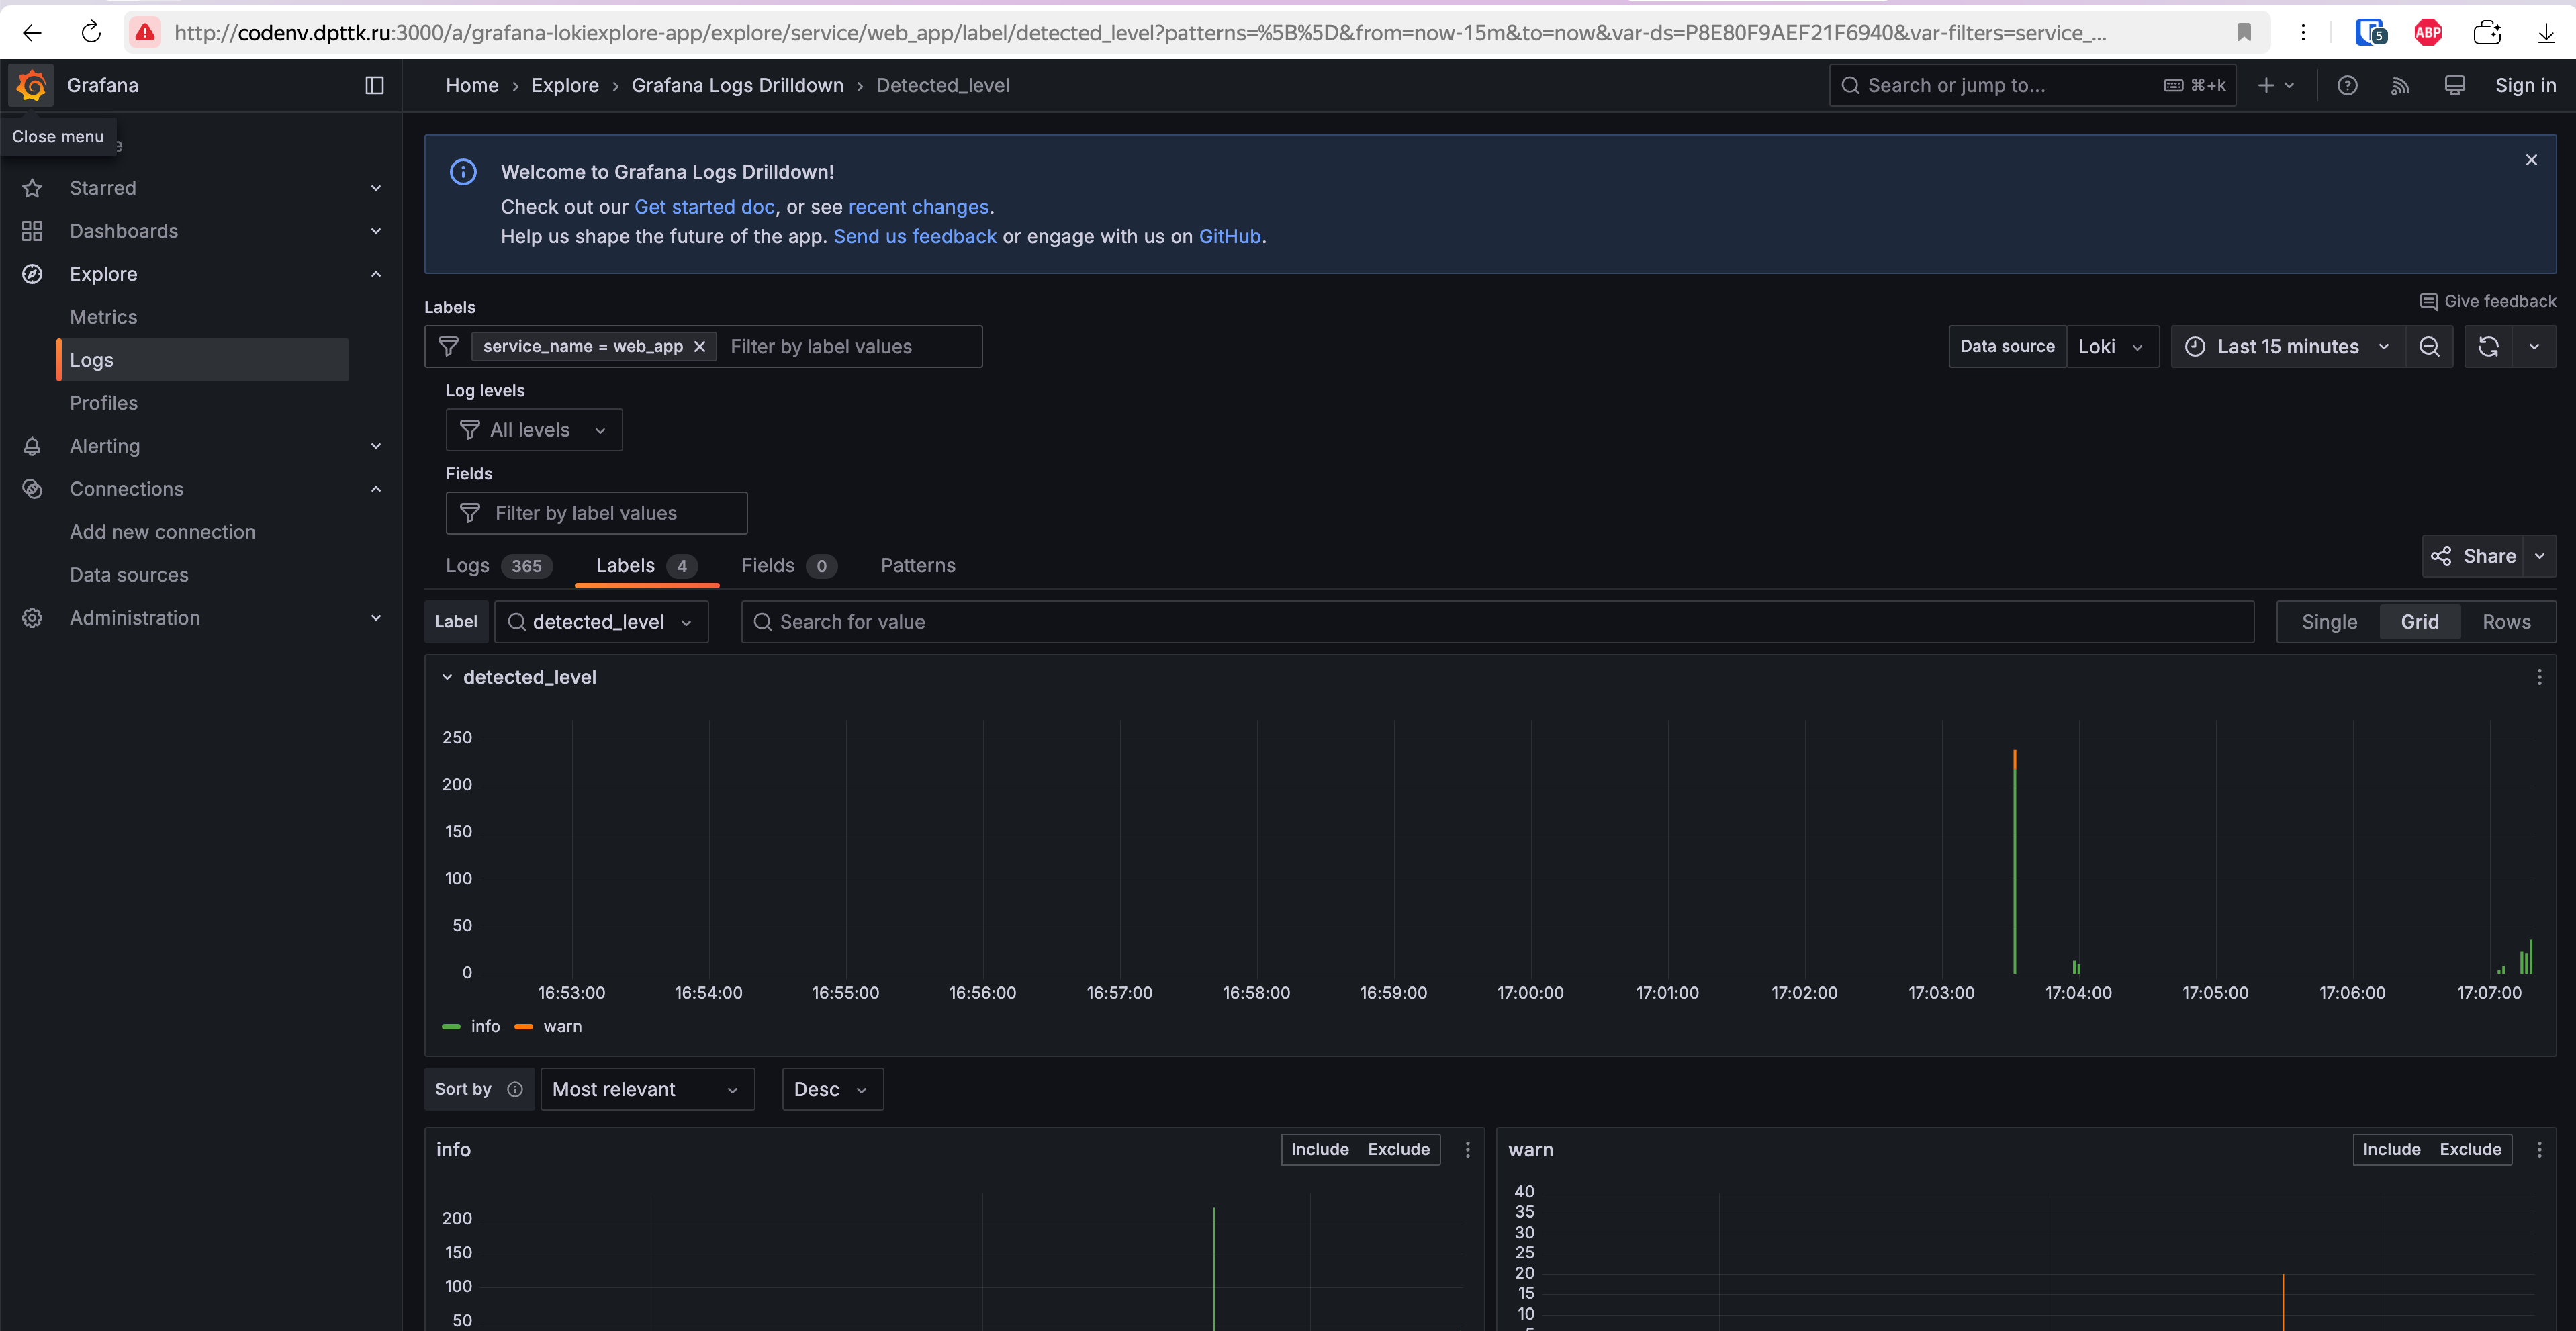 http://codenv.dpttk.ru:3000/a/grafana-lokiexplore-app/explore/service/web_app/label/detected_level?patterns=%5B%5D&from=now-15m&to=now&var-ds=P8E80F9AEF21F6940&var-filters=service_...
5
ABP
Grafana
Home › Explore › Grafana Logs Drilldown › Detected_level
Search or jump to...
⌘+k
Sign in
Close menu
Starred
Dashboards
Explore
Metrics
Logs
Profiles
Alerting
Connections
Add new connection
Data sources
Administration
Welcome to Grafana Logs Drilldown!
Check out our Get started doc, or see recent changes.
Help us shape the future of the app. Send us feedback or engage with us on GitHub.
Give feedback
Labels
service_name = web_app
Filter by label values
Data source
Loki
Last 15 minutes
Log levels
All levels
Fields
Filter by label values
Logs 365
Labels 4
Fields 0
Patterns
Share
Label
detected_level
Search for value
Single
Grid
Rows
detected_level
250
200
150
100
50
0
16:53:00 16:54:00 16:55:00 16:56:00 16:57:00 16:58:00 16:59:00 17:00:00 17:01:00 17:02:00 17:03:00 17:04:00 17:05:00 17:06:00 17:07:00
info warn
Sort by
Most relevant
Desc
info
Include Exclude
200
150
100
50
warn
Include Exclude
40
35
30
25
20
15
10